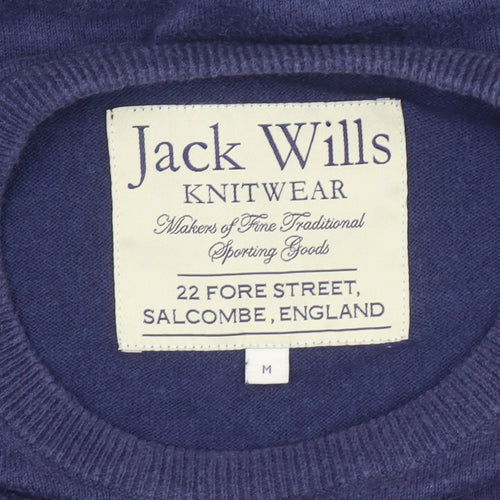 Jack Wills
KNITWEAR
Makers of Fine Traditional
Sporting Goods
22 FORE STREET,
SALCOMBE, ENGLAND
M